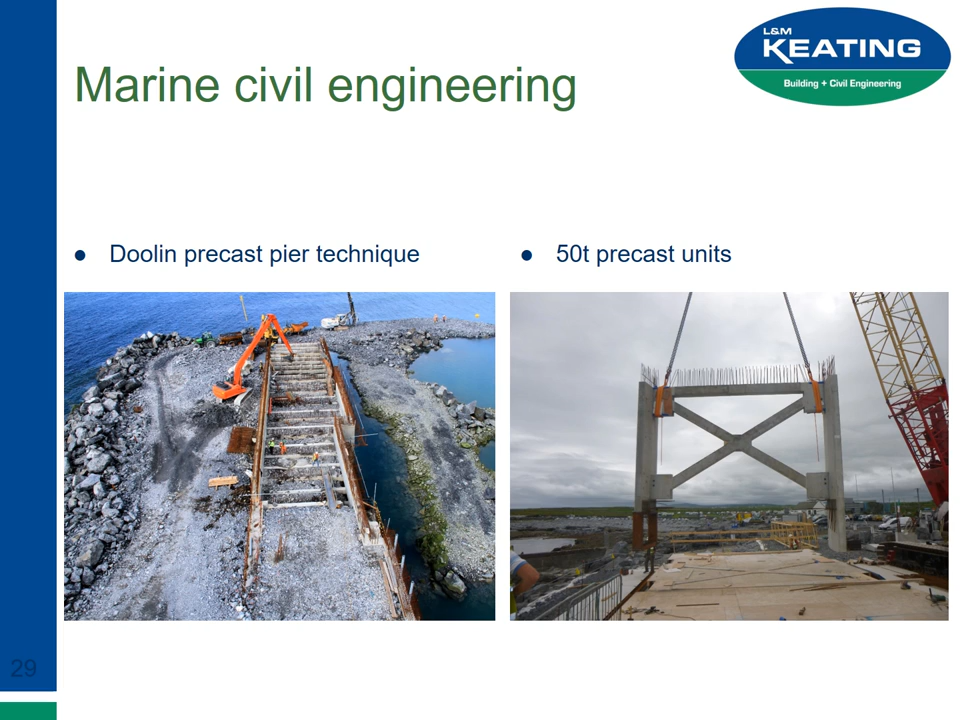 L&M
KEATING
Building + Civil Engineering
Marine civil engineering
● Doolin precast pier technique
● 50t precast units
29